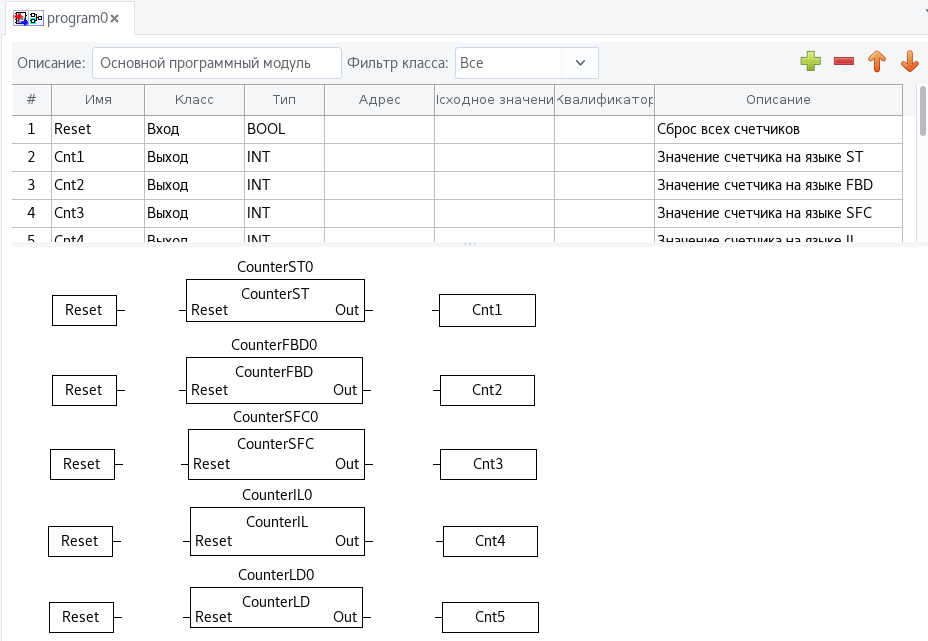 program0
Описание: Основной программный модуль Фильтр класса: Все
# Имя Класс Тип Адрес Исходное значени Квалификатор Описание
1 Reset Вход BOOL Сброс всех счетчиков
2 Cnt1 Выход INT Значение счетчика на языке ST
3 Cnt2 Выход INT Значение счетчика на языке FBD
4 Cnt3 Выход INT Значение счетчика на языке SFC
5 Cnt4 Выход INT Значение счетчика на языке IL
CounterST0
CounterST
Reset Reset Out Cnt1
CounterFBD0
CounterFBD
Reset Reset Out Cnt2
CounterSFC0
CounterSFC
Reset Reset Out Cnt3
CounterIL0
CounterIL
Reset Reset Out Cnt4
CounterLD0
CounterLD
Reset Reset Out Cnt5